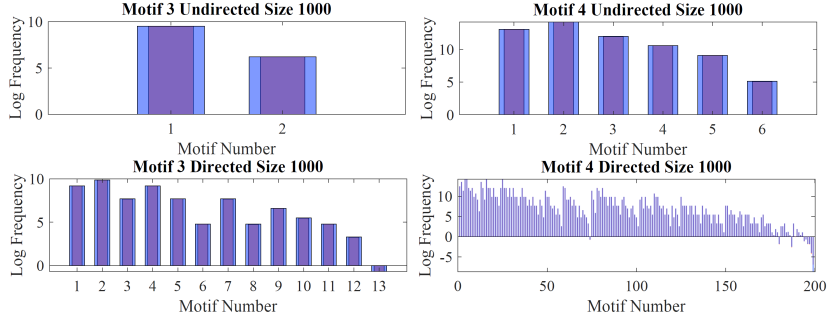 Motif 3 Undirected Size 1000
Log Frequency
10
5
0
1 2
Motif Number
Motif 4 Undirected Size 1000
Log Frequency
10
5
0
1 2 3 4 5 6
Motif Number
Motif 3 Directed Size 1000
Log Frequency
10
5
0
1 2 3 4 5 6 7 8 9 10 11 12 13
Motif Number
Motif 4 Directed Size 1000
Log Frequency
10
5
0
-5
0 50 100 150 200
Motif Number